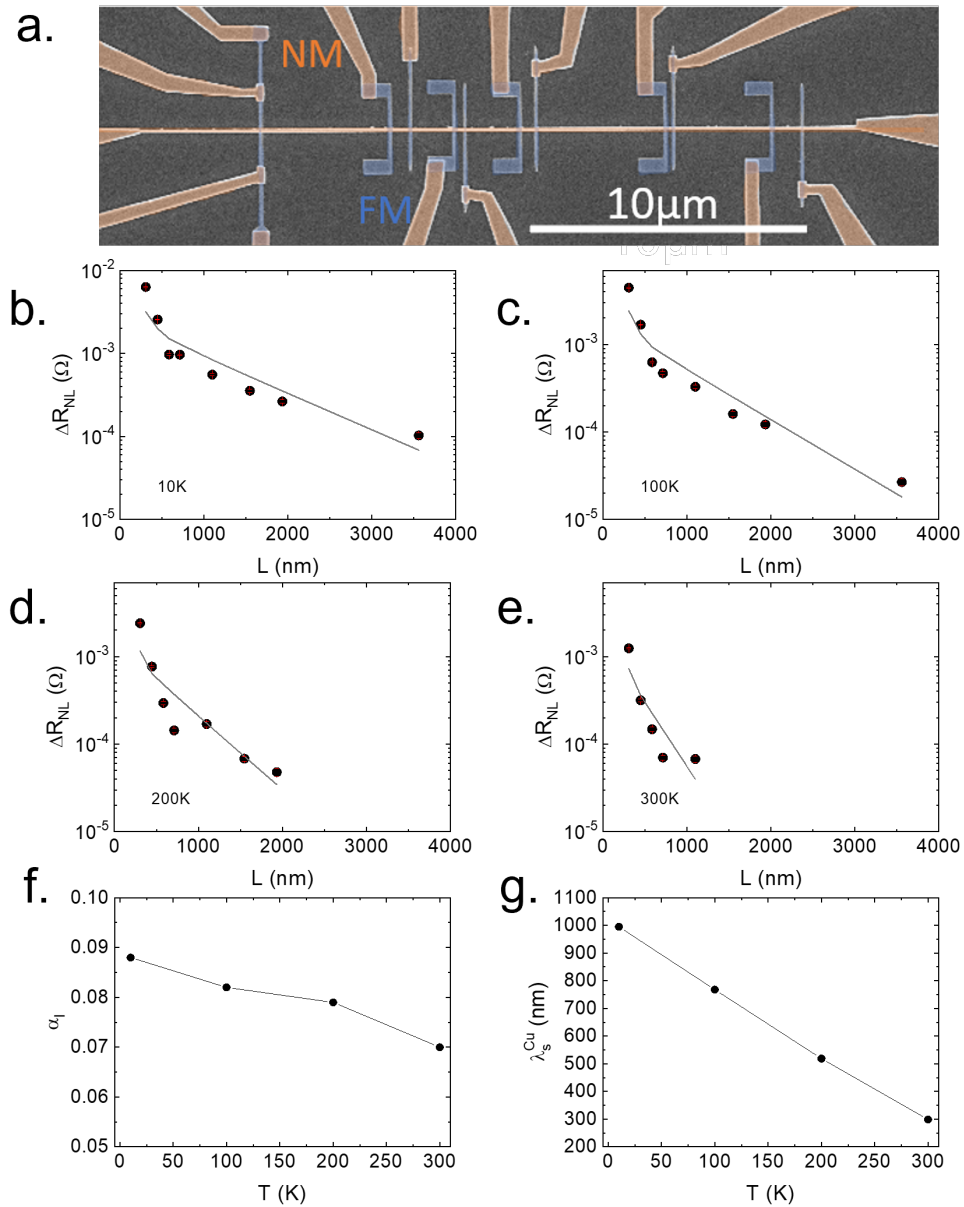 a.
NM
FM
10μm
10μm
b.
10⁻²
10⁻³
10⁻⁴
10⁻⁵
ΔR_NL (Ω)
10K
0 1000 2000 3000 4000
L (nm)
c.
10⁻³
10⁻⁴
10⁻⁵
ΔR_NL (Ω)
100K
0 1000 2000 3000 4000
L (nm)
d.
10⁻³
10⁻⁴
10⁻⁵
ΔR_NL (Ω)
200K
0 1000 2000 3000 4000
L (nm)
e.
10⁻³
10⁻⁴
10⁻⁵
ΔR_NL (Ω)
300K
0 1000 2000 3000 4000
L (nm)
f.
0.10
0.09
0.08
0.07
0.06
0.05
α_I
0 50 100 150 200 250 300
T (K)
g.
1000
900
800
700
600
500
400
300
200
λ_s^Cu (nm)
0 50 100 150 200 250 300
T (K)